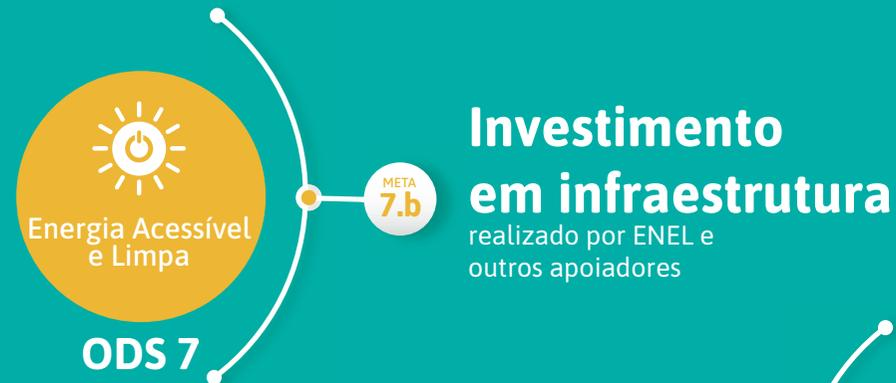 Energia Acessível
e Limpa
ODS 7
META
7.b
Investimento
em infraestrutura
realizado por ENEL e
outros apoiadores